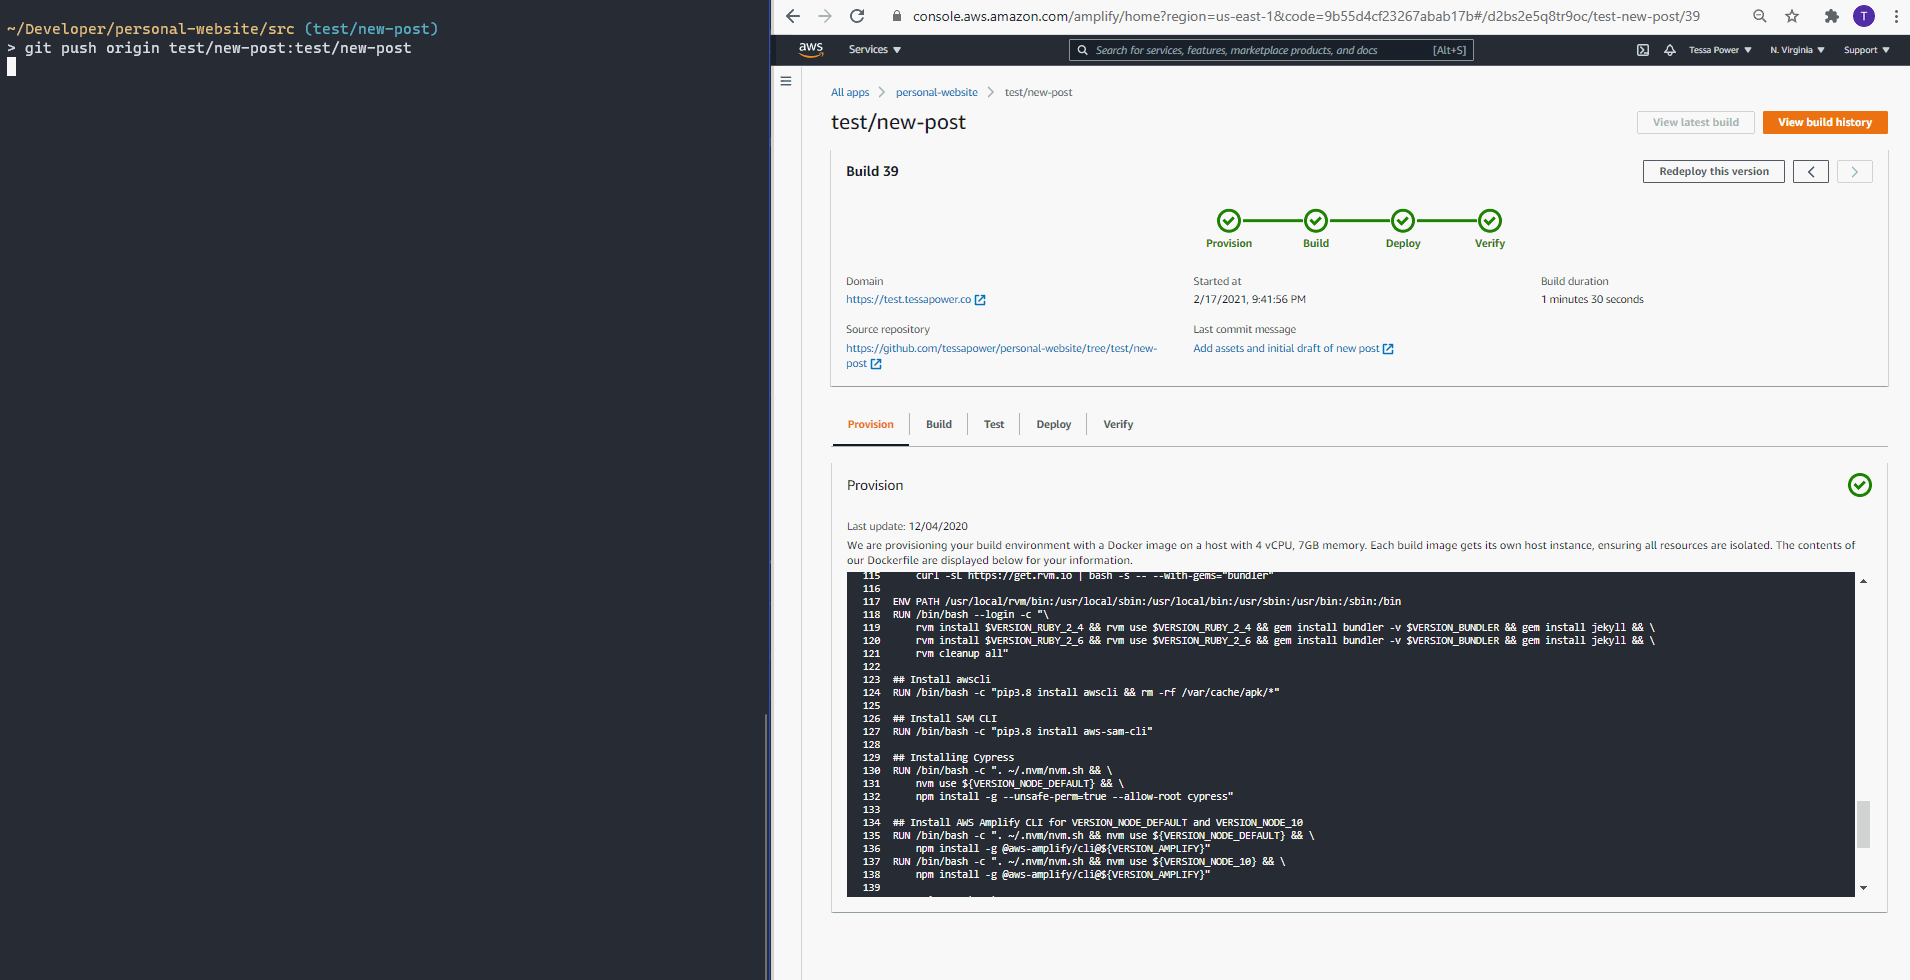 ~/Developer/personal-website/src (test/new-post)
> git push origin test/new-post:test/new-post
console.aws.amazon.com/amplify/home?region=us-east-1&code=9b55d4cf23267abab17b#/d2bs2e5q8tr9oc/test-new-post/39
T
aws
Services
Search for services, features, marketplace products, and docs
[Alt+S]
Tessa Power
N. Virginia
Support
All apps
personal-website
test/new-post
test/new-post
View latest build
View build history
Build 39
Redeploy this version
Provision
Build
Deploy
Verify
Domain
https://test.tessapower.co
Started at
2/17/2021, 9:41:56 PM
Build duration
1 minutes 30 seconds
Source repository
https://github.com/tessapower/personal-website/tree/test/new-
post
Last commit message
Add assets and initial draft of new post
Provision
Build
Test
Deploy
Verify
Provision
Last update: 12/04/2020
We are provisioning your build environment with a Docker image on a host with 4 vCPU, 7GB memory. Each build image gets its own host instance, ensuring all resources are isolated. The contents of
our Dockerfile are displayed below for your information.
115 curl -sL https://get.rvm.io | bash -s -- --with-gems="bundler"
116
117 ENV PATH /usr/local/rvm/bin:/usr/local/sbin:/usr/local/bin:/usr/sbin:/usr/bin:/sbin:/bin
118 RUN /bin/bash --login -c "\
119 rvm install $VERSION_RUBY_2_4 && rvm use $VERSION_RUBY_2_4 && gem install bundler -v $VERSION_BUNDLER && gem install jekyll && \
120 rvm install $VERSION_RUBY_2_6 && rvm use $VERSION_RUBY_2_6 && gem install bundler -v $VERSION_BUNDLER && gem install jekyll && \
121 rvm cleanup all"
122
123 ## Install awscli
124 RUN /bin/bash -c "pip3.8 install awscli && rm -rf /var/cache/apk/*"
125
126 ## Install SAM CLI
127 RUN /bin/bash -c "pip3.8 install aws-sam-cli"
128
129 ## Installing Cypress
130 RUN /bin/bash -c ". ~/.nvm/nvm.sh && \
131 nvm use ${VERSION_NODE_DEFAULT} && \
132 npm install -g --unsafe-perm=true --allow-root cypress"
133
134 ## Install AWS Amplify CLI for VERSION_NODE_DEFAULT and VERSION_NODE_10
135 RUN /bin/bash -c ". ~/.nvm/nvm.sh && nvm use ${VERSION_NODE_DEFAULT} && \
136 npm install -g @aws-amplify/cli@${VERSION_AMPLIFY}"
137 RUN /bin/bash -c ". ~/.nvm/nvm.sh && nvm use ${VERSION_NODE_10} && \
138 npm install -g @aws-amplify/cli@${VERSION_AMPLIFY}"
139